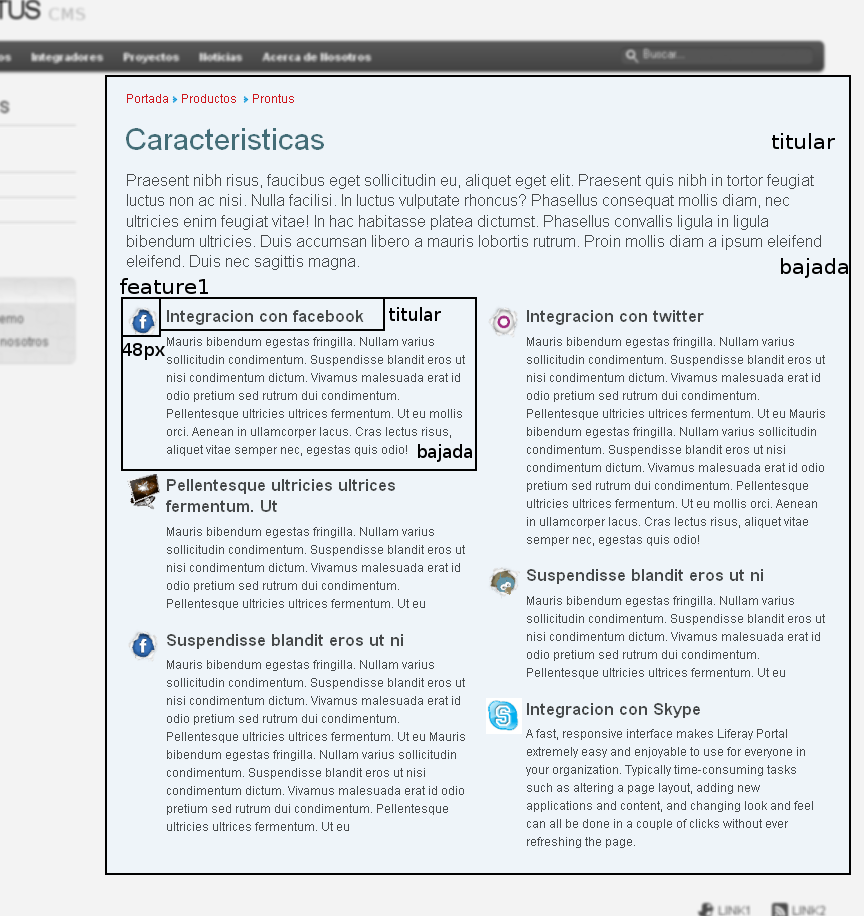 TUS CMS
os Integradores Proyectos Noticias Acerca de Nosotros Buscar...
S
emo
nosotros
Portada Productos Prontus
Caracteristicas
titular
Praesent nibh risus, faucibus eget sollicitudin eu, aliquet eget elit. Praesent quis nibh in tortor feugiat
luctus non ac nisi. Nulla facilisi. In luctus vulputate rhoncus? Phasellus consequat mollis diam, nec
ultricies enim feugiat vitae! In hac habitasse platea dictumst. Phasellus convallis ligula in ligula
bibendum ultricies. Duis accumsan libero a mauris lobortis rutrum. Proin mollis diam a ipsum eleifend
eleifend. Duis nec sagittis magna.
bajada
feature1
Integracion con facebook
titular
48px
Mauris bibendum egestas fringilla. Nullam varius
sollicitudin condimentum. Suspendisse blandit eros ut
nisi condimentum dictum. Vivamus malesuada erat id
odio pretium sed rutrum dui condimentum.
Pellentesque ultricies ultrices fermentum. Ut eu mollis
orci. Aenean in ullamcorper lacus. Cras lectus risus,
aliquet vitae semper nec, egestas quis odio!
bajada
Pellentesque ultricies ultrices
fermentum. Ut
Mauris bibendum egestas fringilla. Nullam varius
sollicitudin condimentum. Suspendisse blandit eros ut
nisi condimentum dictum. Vivamus malesuada erat id
odio pretium sed rutrum dui condimentum.
Pellentesque ultricies ultrices fermentum. Ut eu
Suspendisse blandit eros ut ni
Mauris bibendum egestas fringilla. Nullam varius
sollicitudin condimentum. Suspendisse blandit eros ut
nisi condimentum dictum. Vivamus malesuada erat id
odio pretium sed rutrum dui condimentum.
Pellentesque ultricies ultrices fermentum. Ut eu Mauris
bibendum egestas fringilla. Nullam varius sollicitudin
condimentum. Suspendisse blandit eros ut nisi
condimentum dictum. Vivamus malesuada erat id odio
pretium sed rutrum dui condimentum. Pellentesque
ultricies ultrices fermentum. Ut eu
Integracion con twitter
Mauris bibendum egestas fringilla. Nullam varius
sollicitudin condimentum. Suspendisse blandit eros ut
nisi condimentum dictum. Vivamus malesuada erat id
odio pretium sed rutrum dui condimentum.
Pellentesque ultricies ultrices fermentum. Ut eu Mauris
bibendum egestas fringilla. Nullam varius sollicitudin
condimentum. Suspendisse blandit eros ut nisi
condimentum dictum. Vivamus malesuada erat id odio
pretium sed rutrum dui condimentum. Pellentesque
ultricies ultrices fermentum. Ut eu mollis orci. Aenean
in ullamcorper lacus. Cras lectus risus, aliquet vitae
semper nec, egestas quis odio!
Suspendisse blandit eros ut ni
Mauris bibendum egestas fringilla. Nullam varius
sollicitudin condimentum. Suspendisse blandit eros ut
nisi condimentum dictum. Vivamus malesuada erat id
odio pretium sed rutrum dui condimentum.
Pellentesque ultricies ultrices fermentum. Ut eu
Integracion con Skype
A fast, responsive interface makes Liferay Portal
extremely easy and enjoyable to use for everyone in
your organization. Typically time-consuming tasks
such as altering a page layout, adding new
applications and content, and changing look and feel
can all be done in a couple of clicks without ever
refreshing the page.
LINK1 LINK2